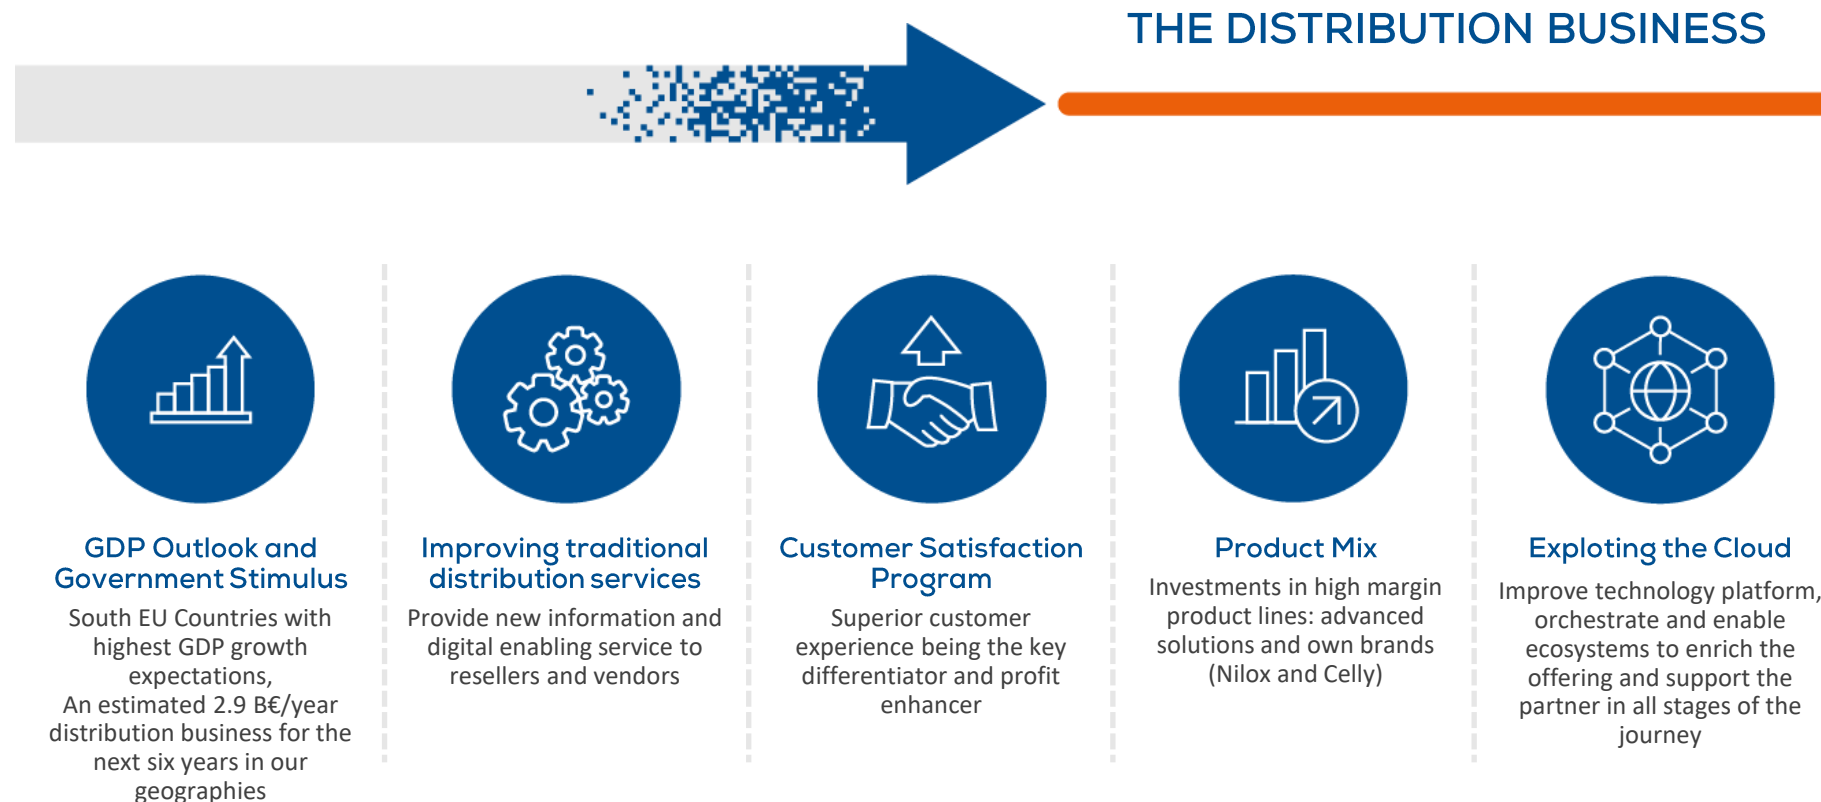 THE DISTRIBUTION BUSINESS
GDP Outlook and
Government Stimulus
South EU Countries with
highest GDP growth
expectations,
An estimated 2.9 B€/year
distribution business for the
next six years in our
geographies
Improving traditional
distribution services
Provide new information and
digital enabling service to
resellers and vendors
Customer Satisfaction
Program
Superior customer
experience being the key
differentiator and profit
enhancer
Product Mix
Investments in high margin
product lines: advanced
solutions and own brands
(Nilox and Celly)
Exploting the Cloud
Improve technology platform,
orchestrate and enable
ecosystems to enrich the
offering and support the
partner in all stages of the
journey